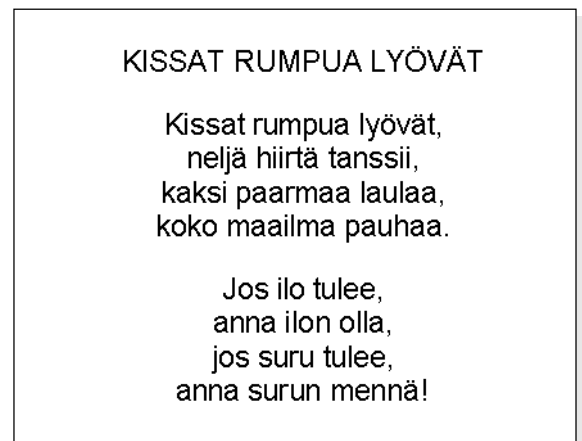 KISSAT RUMPUA LYÖVÄT
Kissat rumpua lyövät,
neljä hiirtä tanssii,
kaksi paarmaa laulaa,
koko maailma pauhaa.
Jos ilo tulee,
anna ilon olla,
jos suru tulee,
anna surun mennä!